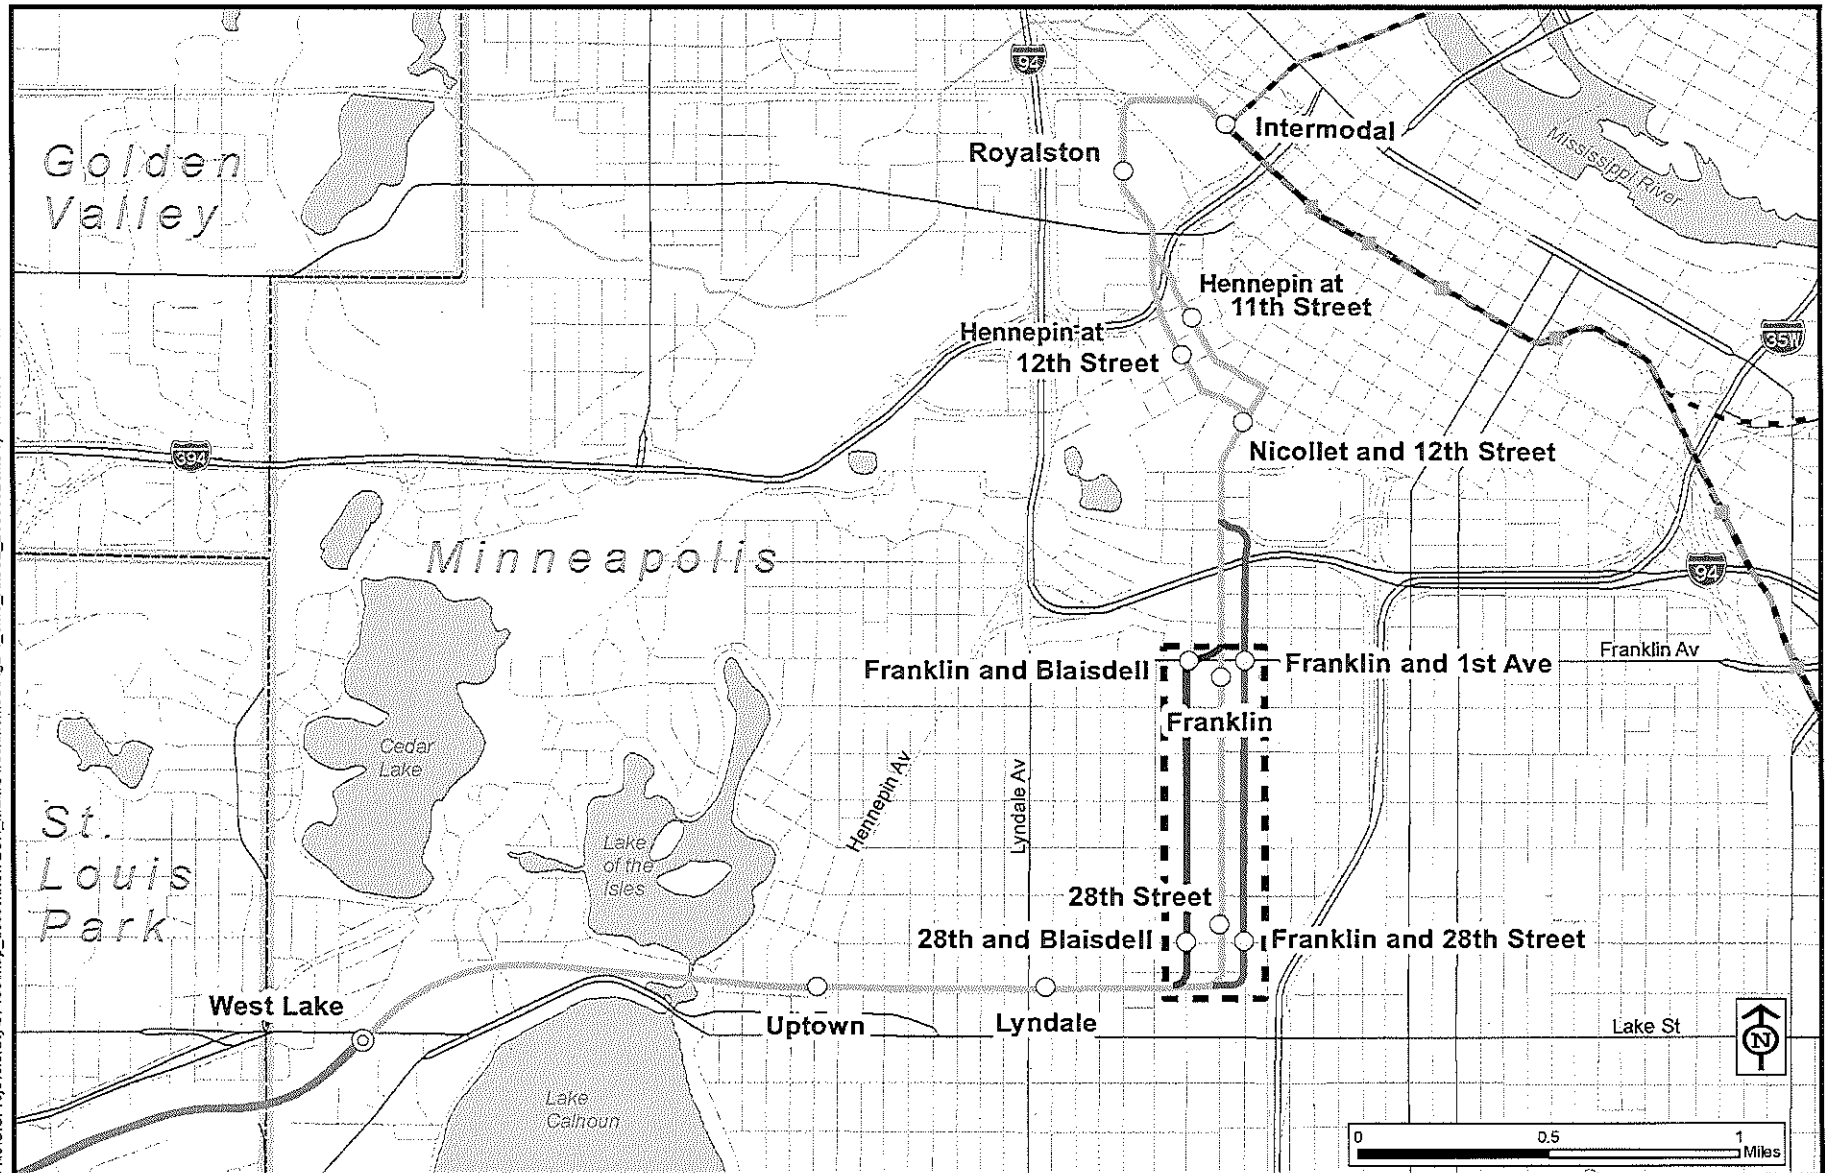 94
Golden
Valley
Royalston
Intermodal
Mississippi River
Hennepin at
11th Street
Hennepin at
12th Street
35W
394
Nicollet and 12th Street
Minneapolis
94
Franklin Av
Franklin and Blaisdell
Franklin and 1st Ave
Franklin
Cedar
Lake
Hennepin Av
Lyndale Av
St.
Louis
Park
Lake
of the
Isles
28th Street
28th and Blaisdell
Franklin and 28th Street
West Lake
Uptown
Lyndale
Lake St
N
Lake
Calhoun
0
0.5
1
Miles